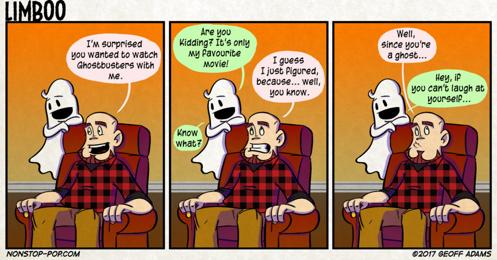 LIMBOO
I'm surprised
you wanted to watch
Ghostbusters with
me.
Are you
Kidding? It's only
my favourite
movie!
I guess
I just figured,
because... well,
you know.
Know
what?
Well,
since you're
a ghost...
Hey, if
you can't laugh at
yourself...
NONSTOP-POP.COM
©2017 GEOFF ADAMS